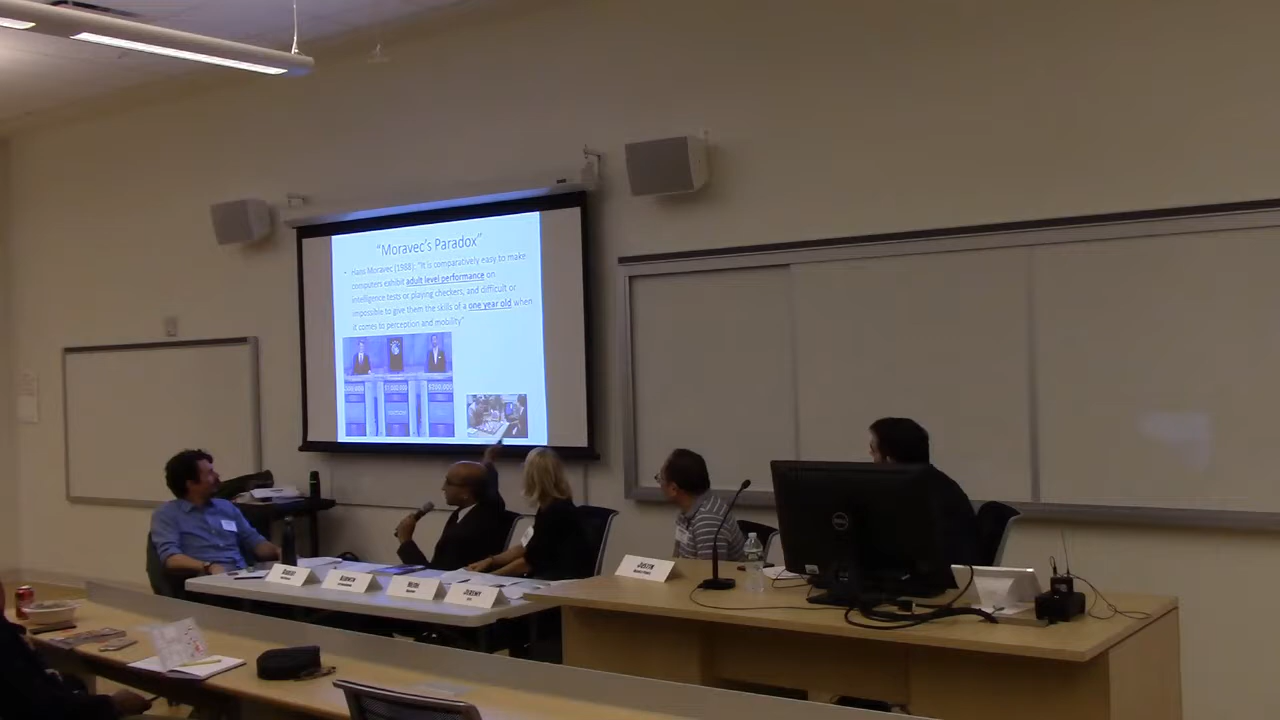 "Moravec's Paradox"
• Hans Moravec (1988): "It is comparatively easy to make
computers exhibit adult level performance on
intelligence tests or playing checkers, and difficult or
impossible to give them the skills of a one year old when
it comes to perception and mobility"
JUSTIN
JEREMY
DELL